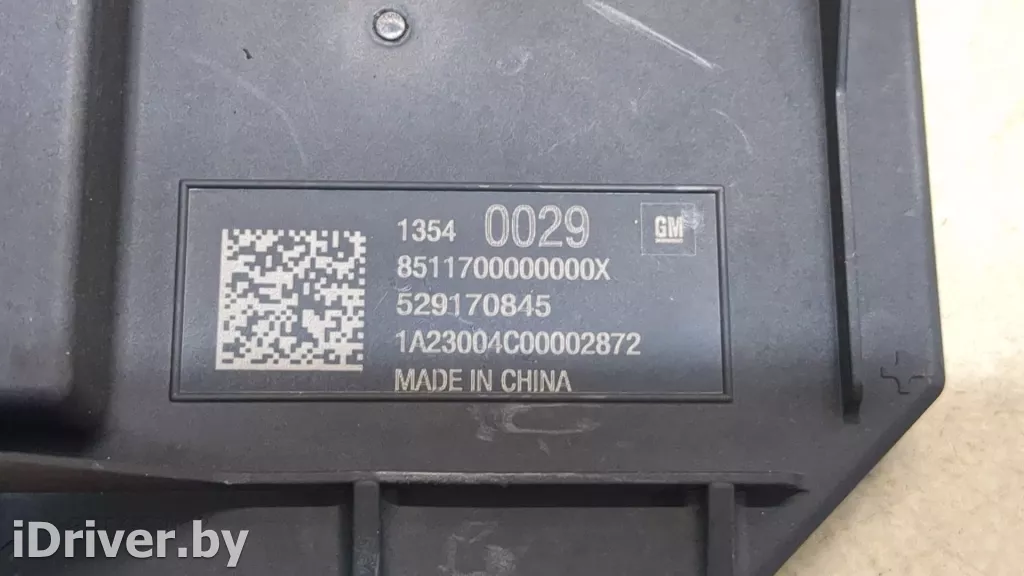 1354 0029 GM
8511700000000X
529170845
1A23004C00002872
MADE IN CHINA
iDriver.by